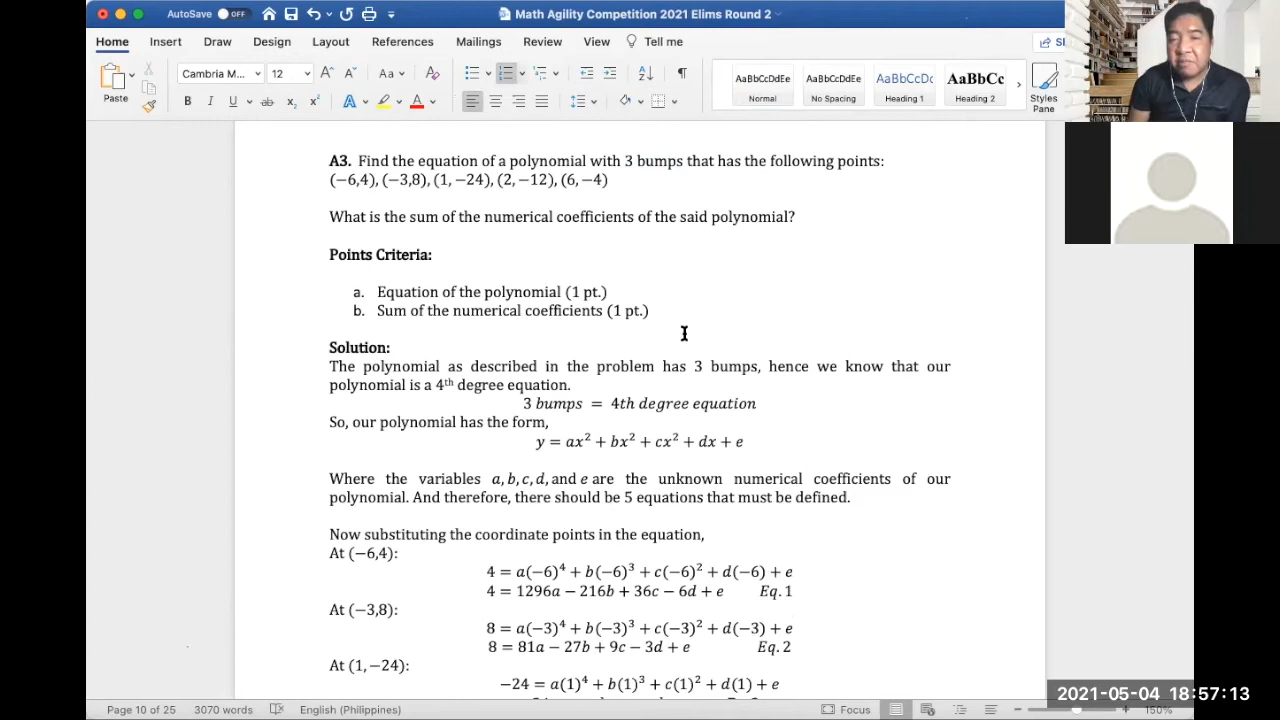 AutoSave OFF Math Agility Competition 2021 Elims Round 2
Home Insert Draw Design Layout References Mailings Review View Tell me
Paste Cambria M... 12 Aa
B I U ab x₂ x² A A
AaBbCcDdEe AaBbCcDdEe AaBbCcDc AaBbCc
Normal No Spacing Heading 1 Heading 2 Styles Pane
A3. Find the equation of a polynomial with 3 bumps that has the following points:
(−6,4), (−3,8), (1, −24), (2, −12), (6, −4)
What is the sum of the numerical coefficients of the said polynomial?
Points Criteria:
a. Equation of the polynomial (1 pt.)
b. Sum of the numerical coefficients (1 pt.)
Solution:
The polynomial as described in the problem has 3 bumps, hence we know that our
polynomial is a 4th degree equation.
3 bumps = 4th degree equation
So, our polynomial has the form,
y = ax² + bx² + cx² + dx + e
Where the variables a, b, c, d, and e are the unknown numerical coefficients of our
polynomial. And therefore, there should be 5 equations that must be defined.
Now substituting the coordinate points in the equation,
At (−6,4):
4 = a(−6)⁴ + b(−6)³ + c(−6)² + d(−6) + e
4 = 1296a − 216b + 36c − 6d + e Eq. 1
At (−3,8):
8 = a(−3)⁴ + b(−3)³ + c(−3)² + d(−3) + e
8 = 81a − 27b + 9c − 3d + e Eq. 2
At (1, −24):
−24 = a(1)⁴ + b(1)³ + c(1)² + d(1) + e
Page 10 of 25 3070 words English (Philippines) Focus 150%
2021-05-04 18:57:13